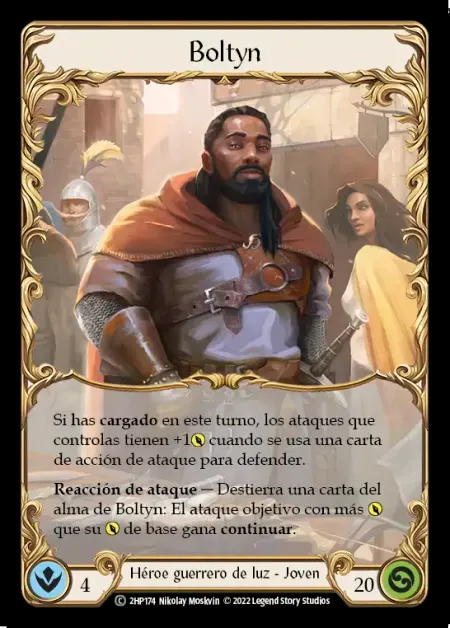 Boltyn
Si has cargado en este turno, los ataques que
controlas tienen +1 cuando se usa una carta
de acción de ataque para defender.
Reacción de ataque — Destierra una carta del
alma de Boltyn: El ataque objetivo con más
que su de base gana continuar.
4
Héroe guerrero de luz - Joven
20
C 2HP174 Nikolay Moskvin © 2022 Legend Story Studios